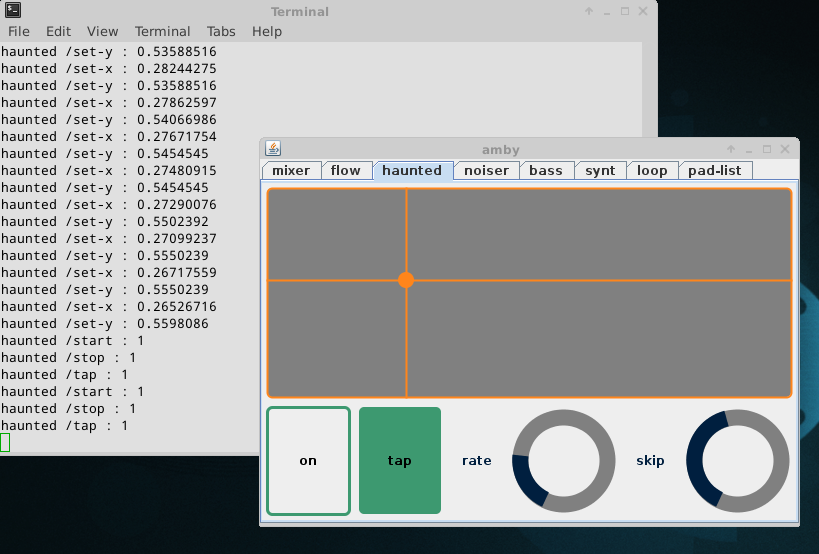 Terminal
File Edit View Terminal Tabs Help
haunted /set-y : 0.53588516
haunted /set-x : 0.28244275
haunted /set-y : 0.53588516
haunted /set-x : 0.27862597
haunted /set-y : 0.54066986
haunted /set-x : 0.27671754
haunted /set-y : 0.5454545
haunted /set-x : 0.27480915
haunted /set-y : 0.5454545
haunted /set-x : 0.27290076
haunted /set-y : 0.5502392
haunted /set-x : 0.27099237
haunted /set-y : 0.5550239
haunted /set-x : 0.26717559
haunted /set-y : 0.5550239
haunted /set-x : 0.26526716
haunted /set-y : 0.5598086
haunted /start : 1
haunted /stop : 1
haunted /tap : 1
haunted /start : 1
haunted /stop : 1
haunted /tap : 1
amby
mixer flow haunted noiser bass synt loop pad-list
on tap rate skip